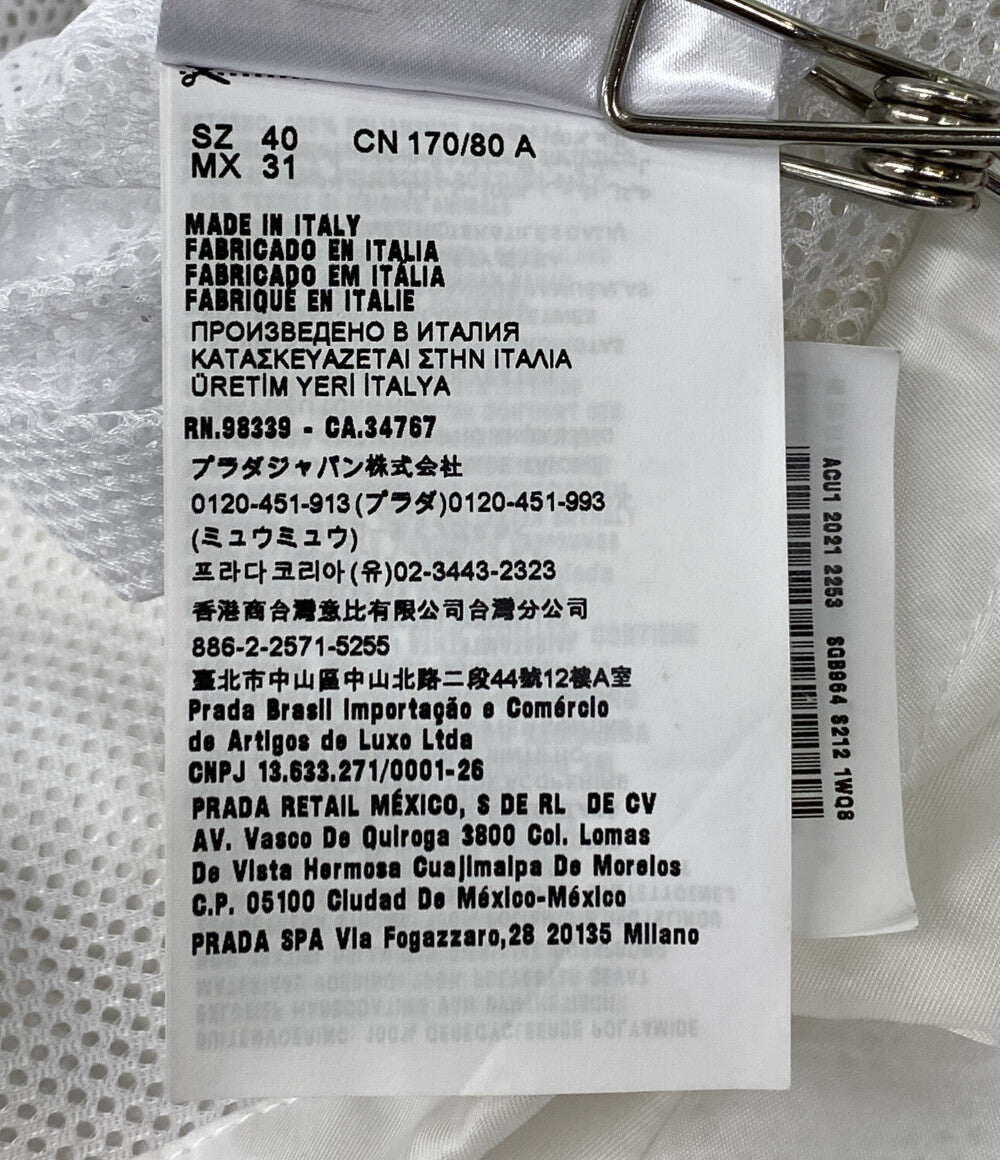 SZ 40 CN 170/80 A
MX 31
MADE IN ITALY
FABRICADO EN ITALIA
FABRICADO EM ITÁLIA
FABRIQUÉ EN ITALIE
ПРОИЗВЕДЕНО В ИТАЛИЯ
ΚΑΤΑΣΚΕΥΑΖΕΤΑΙ ΣΤΗΝ ΙΤΑΛΙΑ
ÜRETİM YERİ İTALYA
RN.98339 - CA.34767
プラダジャパン株式会社
0120-451-913(プラダ)0120-451-993
(ミュウミュウ)
프라다코리아(유)02-3443-2323
香港商台灣意比有限公司台灣分公司
886-2-2571-5255
臺北市中山區中山北路二段44號12樓A室
Prada Brasil Importação e Comércio
de Artigos de Luxo Ltda
CNPJ 13.633.271/0001-26
PRADA RETAIL MÉXICO, S DE RL DE CV
AV. Vasco De Quiroga 3800 Col. Lomas
De Vista Hermosa Cuajimalpa De Morelos
C.P. 05100 Ciudad De México-México
PRADA SPA Via Fogazzaro,28 20135 Milano
ACU1 2021 2253 SGB864 S212 1WQ8